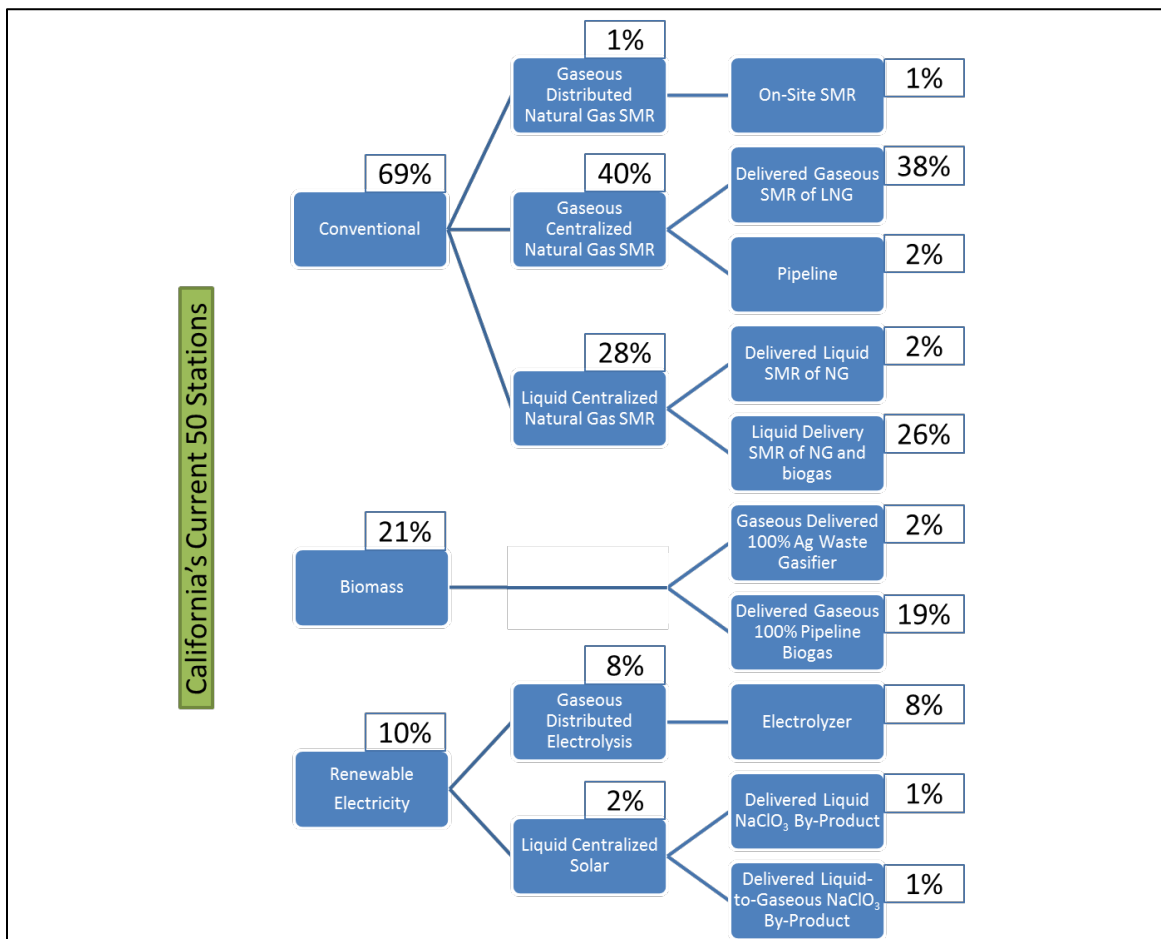 California's Current 50 Stations
69%
Conventional
1%
Gaseous
Distributed
Natural Gas SMR
1%
On-Site SMR
40%
Gaseous
Centralized
Natural Gas SMR
38%
Delivered Gaseous
SMR of LNG
2%
Pipeline
28%
Liquid Centralized
Natural Gas SMR
2%
Delivered Liquid
SMR of NG
26%
Liquid Delivery
SMR of NG and
biogas
21%
Biomass
2%
Gaseous Delivered
100% Ag Waste
Gasifier
19%
Delivered Gaseous
100% Pipeline
Biogas
10%
Renewable
Electricity
8%
Gaseous
Distributed
Electrolysis
8%
Electrolyzer
2%
Liquid Centralized
Solar
1%
Delivered Liquid
NaClO₃ By-Product
1%
Delivered Liquid-
to-Gaseous NaClO₃
By-Product